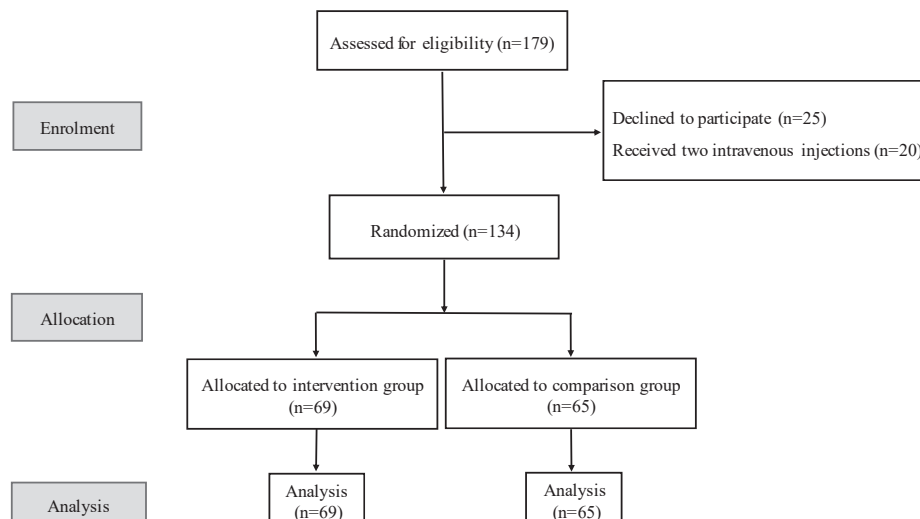 Assessed for eligibility (n=179)
Enrolment
Declined to participate (n=25)
Received two intravenous injections (n=20)
Randomized (n=134)
Allocation
Allocated to intervention group
(n=69)
Allocated to comparison group
(n=65)
Analysis
Analysis
(n=69)
Analysis
(n=65)